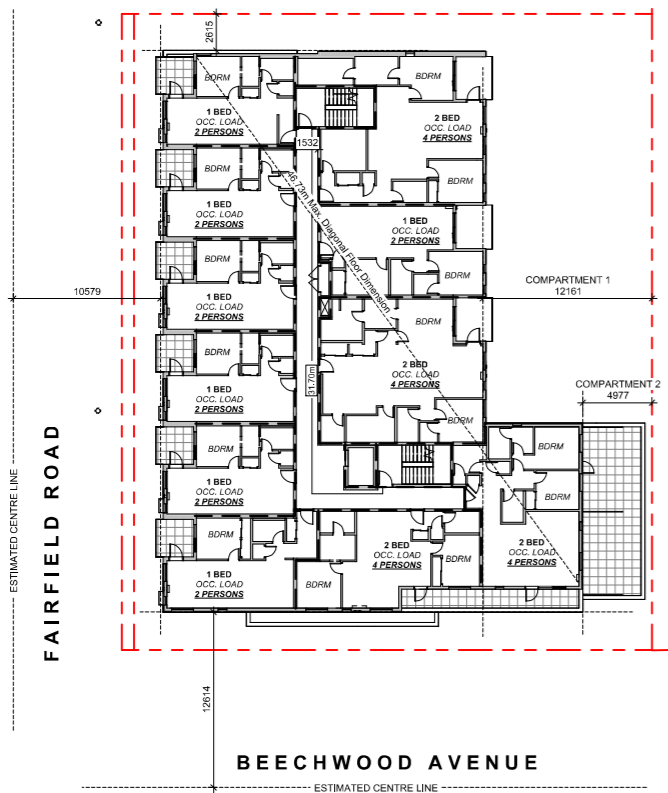 2615
BDRM
1 BED
OCC. LOAD
2 PERSONS
BDRM
2 BED
OCC. LOAD
4 PERSONS
1532
BDRM
1 BED
OCC. LOAD
2 PERSONS
BDRM
46.73m Max. Diagonal Floor Dimension
1 BED
OCC. LOAD
2 PERSONS
BDRM
BDRM
1 BED
OCC. LOAD
2 PERSONS
10579
COMPARTMENT 1
12161
BDRM
BDRM
1 BED
OCC. LOAD
2 PERSONS
2 BED
OCC. LOAD
4 PERSONS
31.70m
COMPARTMENT 2
4977
BDRM
BDRM
1 BED
OCC. LOAD
2 PERSONS
BDRM
BDRM
BDRM
1 BED
OCC. LOAD
2 PERSONS
2 BED
OCC. LOAD
4 PERSONS
BDRM
BDRM
2 BED
OCC. LOAD
4 PERSONS
ESTIMATED CENTRE LINE
FAIRFIELD ROAD
12614
BEECHWOOD AVENUE
ESTIMATED CENTRE LINE